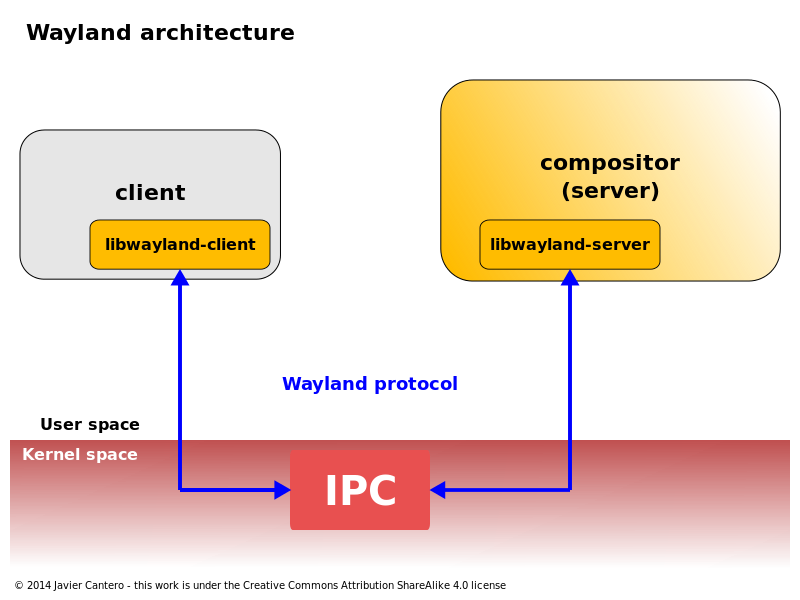 Wayland architecture
client
libwayland-client
compositor
(server)
libwayland-server
Wayland protocol
User space
Kernel space
IPC
© 2014 Javier Cantero - this work is under the Creative Commons Attribution ShareAlike 4.0 license